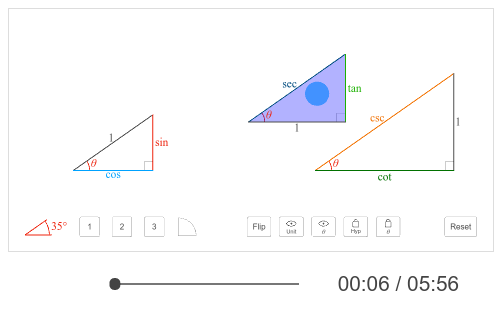 sec
tan
θ
1
csc
1
1
sin
θ
cos
θ
cot
35°
1
2
3
Flip
Unit
θ
Hyp
θ
Reset
00:06 / 05:56